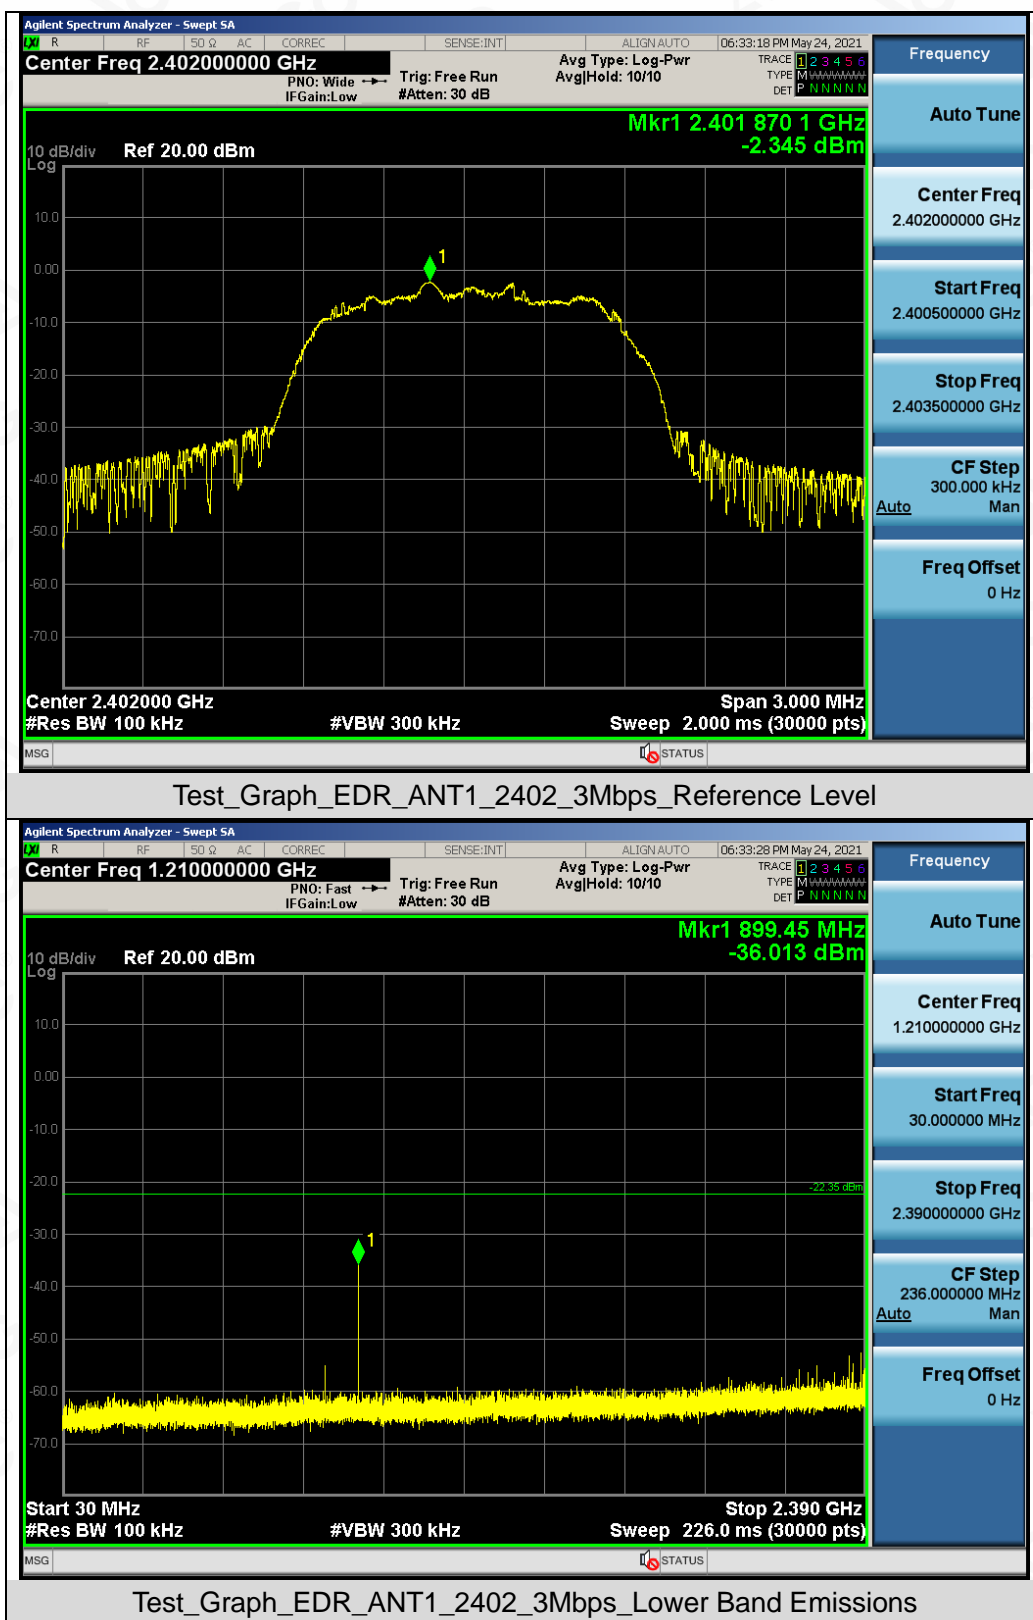 Agilent Spectrum Analyzer - Swept SA
LXI R RF 50 Ω AC CORREC SENSE:INT ALIGN AUTO 06:33:18 PM May 24, 2021
Center Freq 2.402000000 GHz
PNO: Wide
IFGain:Low
Trig: Free Run
#Atten: 30 dB
Avg Type: Log-Pwr
Avg|Hold: 10/10
TRACE 1 2 3 4 5 6
TYPE M
DET P N N N N N
Frequency
Mkr1 2.401 870 1 GHz
-2.345 dBm
10 dB/div Ref 20.00 dBm
Log
10.0
0.00
-10.0
-20.0
-30.0
-40.0
-50.0
-60.0
-70.0
1
Center 2.402000 GHz Span 3.000 MHz
#Res BW 100 kHz #VBW 300 kHz Sweep 2.000 ms (30000 pts)
Auto Tune
Center Freq
2.402000000 GHz
Start Freq
2.400500000 GHz
Stop Freq
2.403500000 GHz
CF Step
300.000 kHz
Auto Man
Freq Offset
0 Hz
MSG STATUS
Test_Graph_EDR_ANT1_2402_3Mbps_Reference Level
Agilent Spectrum Analyzer - Swept SA
LXI R RF 50 Ω AC CORREC SENSE:INT ALIGN AUTO 06:33:28 PM May 24, 2021
Center Freq 1.210000000 GHz
PNO: Fast
IFGain:Low
Trig: Free Run
#Atten: 30 dB
Avg Type: Log-Pwr
Avg|Hold: 10/10
TRACE 1 2 3 4 5 6
TYPE M
DET P N N N N N
Frequency
Mkr1 899.45 MHz
-36.013 dBm
10 dB/div Ref 20.00 dBm
Log
10.0
0.00
-10.0
-20.0
-30.0
-40.0
-50.0
-60.0
-70.0
-22.35 dBm
1
Start 30 MHz Stop 2.390 GHz
#Res BW 100 kHz #VBW 300 kHz Sweep 226.0 ms (30000 pts)
Auto Tune
Center Freq
1.210000000 GHz
Start Freq
30.000000 MHz
Stop Freq
2.390000000 GHz
CF Step
236.000000 MHz
Auto Man
Freq Offset
0 Hz
MSG STATUS
Test_Graph_EDR_ANT1_2402_3Mbps_Lower Band Emissions